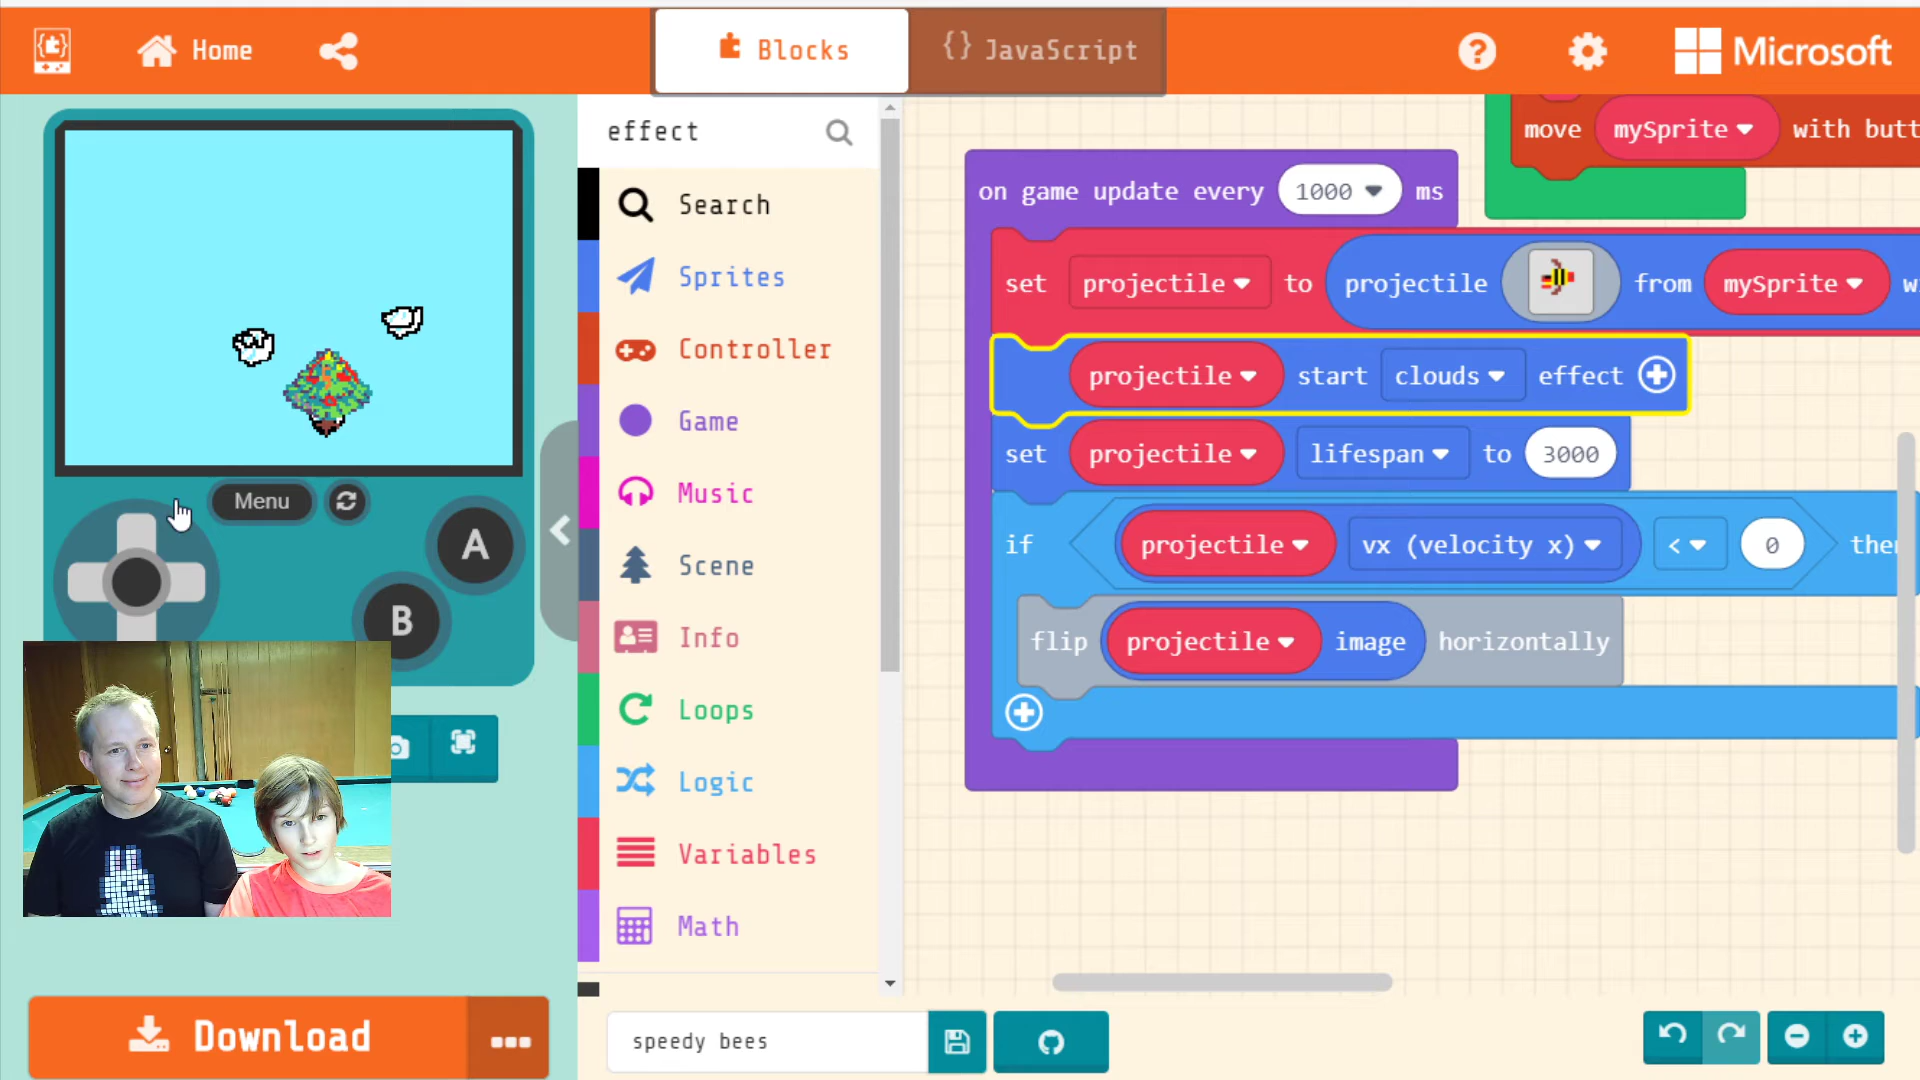 Home
Blocks
{} JavaScript
Microsoft
Menu
A
B
Download
effect
Search
Sprites
Controller
Game
Music
Scene
Info
Loops
Logic
Variables
Math
move mySprite with butt
on game update every 1000 ms
set projectile to projectile from mySprite w
projectile start clouds effect
set projectile lifespan to 3000
if projectile vx (velocity x) < 0 then
flip projectile image horizontally
speedy bees